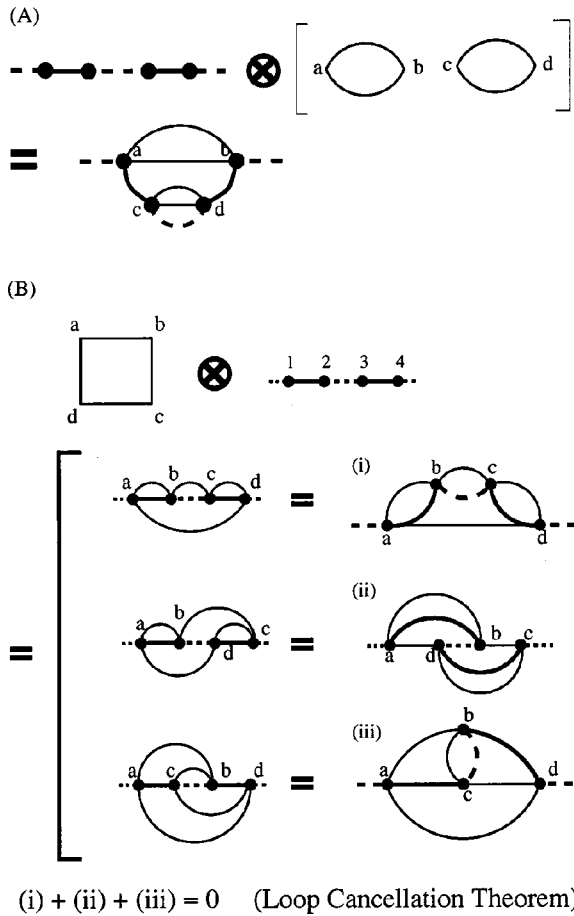 (A)
a b c d
=
a b
c d
(B)
a b
1 2 3 4
d c
=
a b c d
=
(i)
b c
a d
a b d c
=
(ii)
a d b c
a c b d
=
(iii)
b
a c d
(i) + (ii) + (iii) = 0 (Loop Cancellation Theorem)